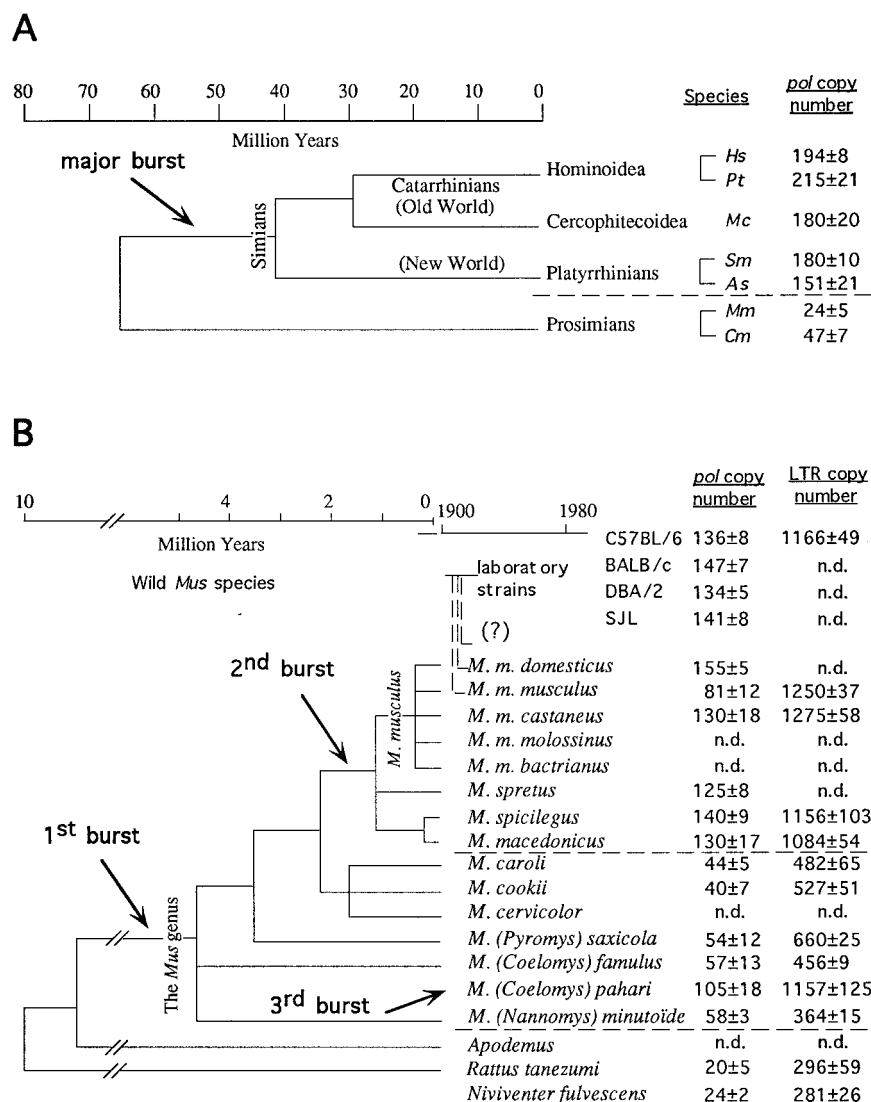 A
80 70 60 50 40 30 20 10 0
Million Years
Species
pol copy
number
major burst
Simians
Catarrhinians
(Old World)
(New World)
Hominoidea
Hs 194±8
Pt 215±21
Cercophitecoidea Mc 180±20
Platyrrhinians
Sm 180±10
As 151±21
Prosimians
Mm 24±5
Cm 47±7
B
10 4 2 0 1900 1980
Million Years
pol copy
number
LTR copy
number
Wild Mus species
laboratory
strains
(?)
C57BL/6 136±8 1166±49
BALB/c 147±7 n.d.
DBA/2 134±5 n.d.
SJL 141±8 n.d.
2nd burst
M. musculus
M. m. domesticus 155±5 n.d.
M. m. musculus 81±12 1250±37
M. m. castaneus 130±18 1275±58
M. m. molossinus n.d. n.d.
M. m. bactrianus n.d. n.d.
M. spretus 125±8 n.d.
M. spicilegus 140±9 1156±103
M. macedonicus 130±17 1084±54
1st burst
The Mus genus
M. caroli 44±5 482±65
M. cookii 40±7 527±51
M. cervicolor n.d. n.d.
M. (Pyromys) saxicola 54±12 660±25
M. (Coelomys) famulus 57±13 456±9
3rd burst
M. (Coelomys) pahari 105±18 1157±125
M. (Nannomys) minutoïde 58±3 364±15
Apodemus n.d. n.d.
Rattus tanezumi 20±5 296±59
Niviventer fulvescens 24±2 281±26